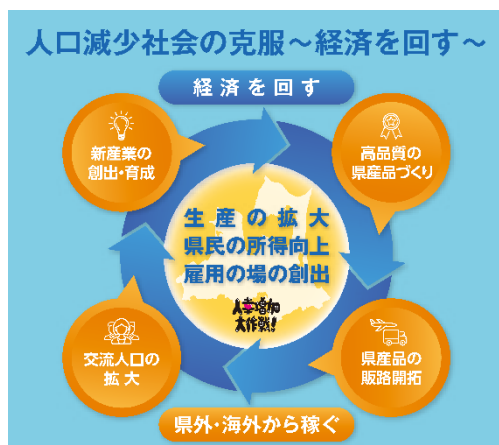 人口減少社会の克服～経済を回す～
経済を回す
新産業の
創出・育成
高品質の
県産品づくり
生産の拡大
県民の所得向上
雇用の場の創出
大作戦!
交流人口の
拡大
県産品の
販路開拓
県外・海外から稼ぐ